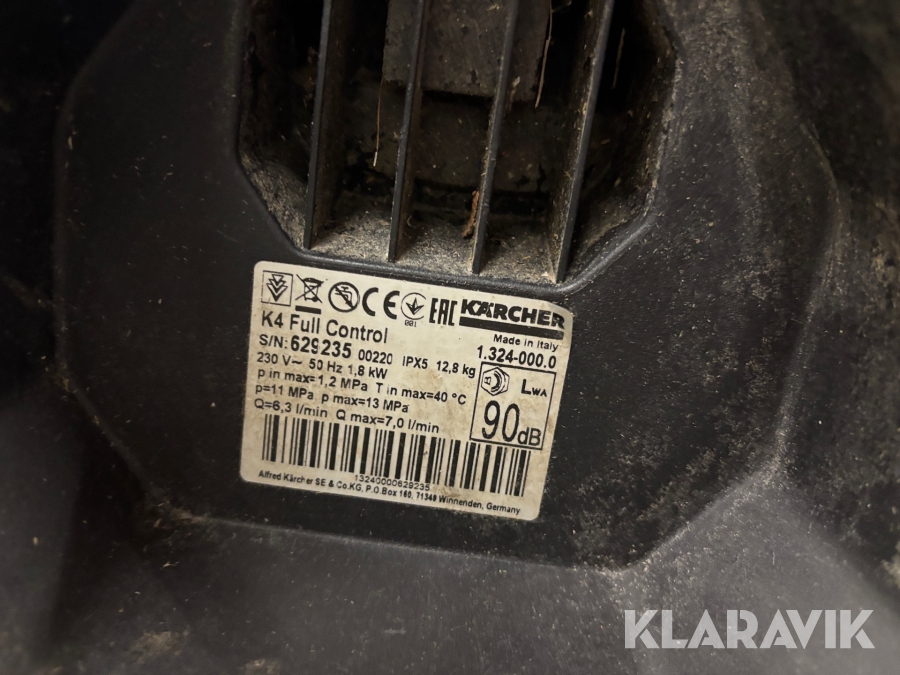 KÄRCHER
K4 Full Control
Made in Italy
S/N: 629235 00220 IPX5 12,8 kg
1.324-000.0
230 V~ 50 Hz 1,8 kW
p in max=1,2 MPa T in max=40 °C
p=11 MPa p max=13 MPa
Q=6,3 l/min Q max=7,0 l/min
LWA
90dB
13240000629235
Alfred Kärcher SE & Co.KG, P.O.Box 160, 71349 Winnenden, Germany
CE
001
EAC
KLARAVIK